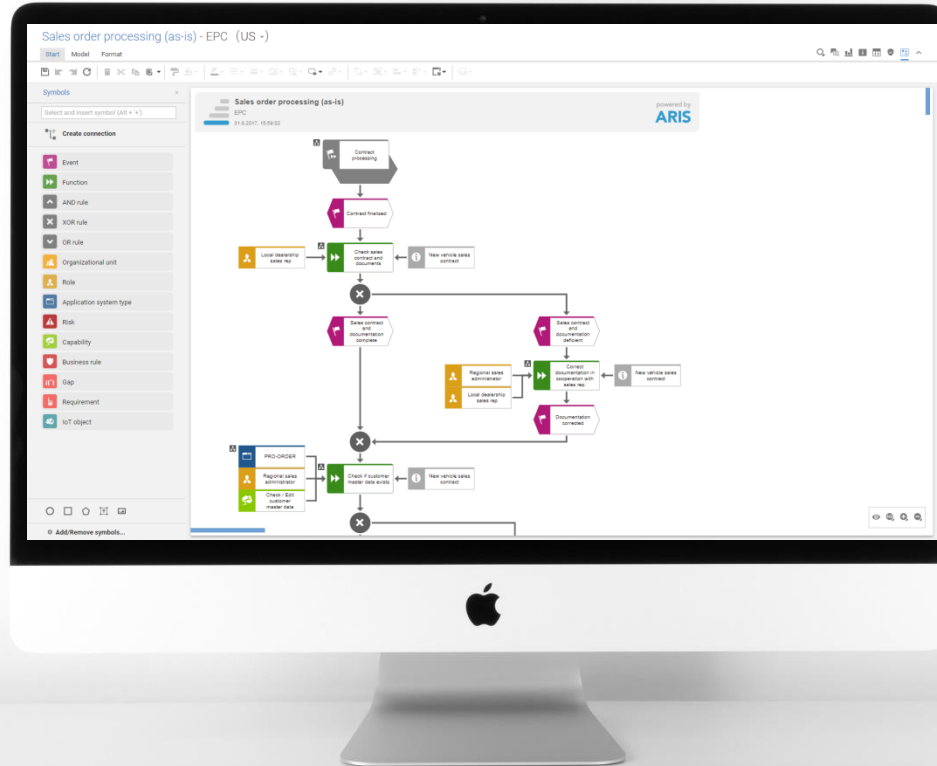 Sales order processing (as-is) - EPC (US -)
Start Model Format
Symbols
Select and insert symbol (Alt + '+')
Create connection
Event
Function
AND rule
XOR rule
OR rule
Organizational unit
Role
Application system type
Risk
Capability
Business rule
Gap
Requirement
IoT object
Add/Remove symbols...
Sales order processing (as-is)
EPC
powered by
ARIS
Contract
processing
Contract finalized
Local dealership
sales rep
Check sales
contract and
documents
New vehicle sales
contract
Sales contract
and
documentation
complete
Sales contract
and
documentation
deficient
Regional sales
administrator
Local dealership
sales rep
Correct
documentation in
cooperation with
sales rep
New vehicle sales
contract
Documentation
corrected
PRO-ORDER
Regional sales
administrator
Check / Edit
customer
master data
Check if customer
master data exists
New vehicle sales
contract